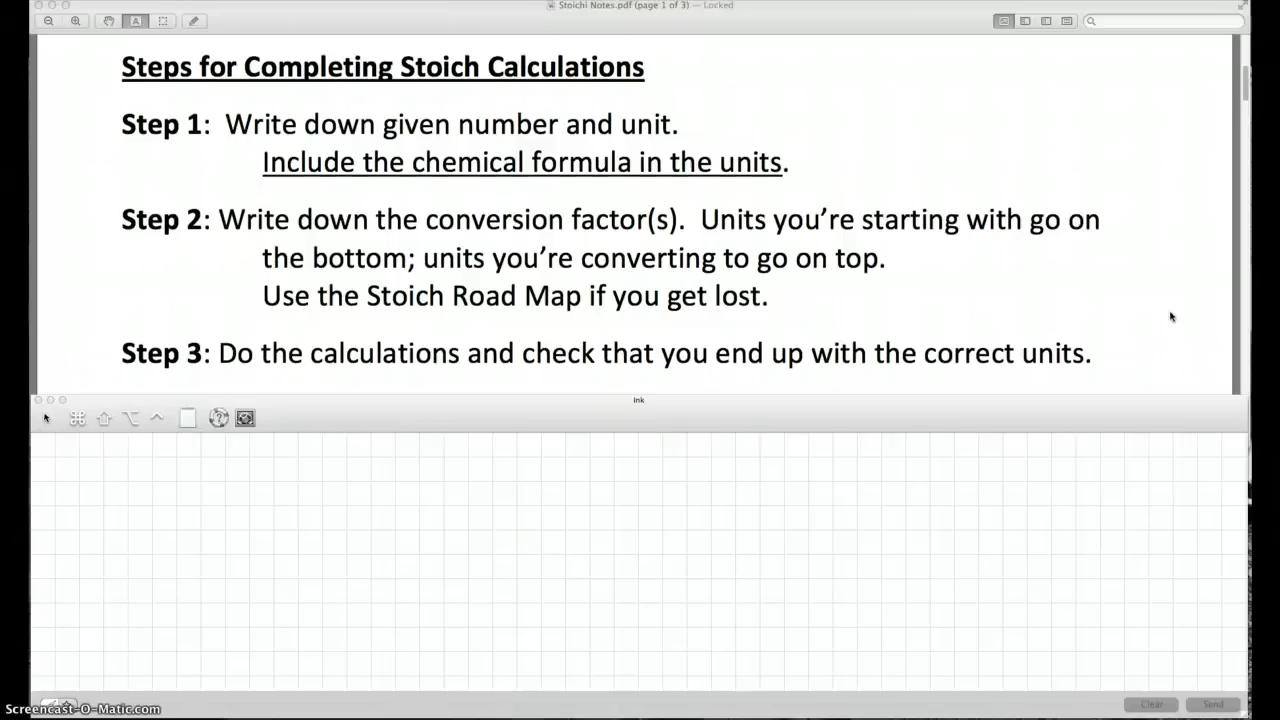 Stoichi Notes.pdf (page 1 of 3) — Locked
Steps for Completing Stoich Calculations
Step 1: Write down given number and unit.
Include the chemical formula in the units.
Step 2: Write down the conversion factor(s). Units you’re starting with go on
the bottom; units you’re converting to go on top.
Use the Stoich Road Map if you get lost.
Step 3: Do the calculations and check that you end up with the correct units.
Ink
Clear Send
Screencast-O-Matic.com